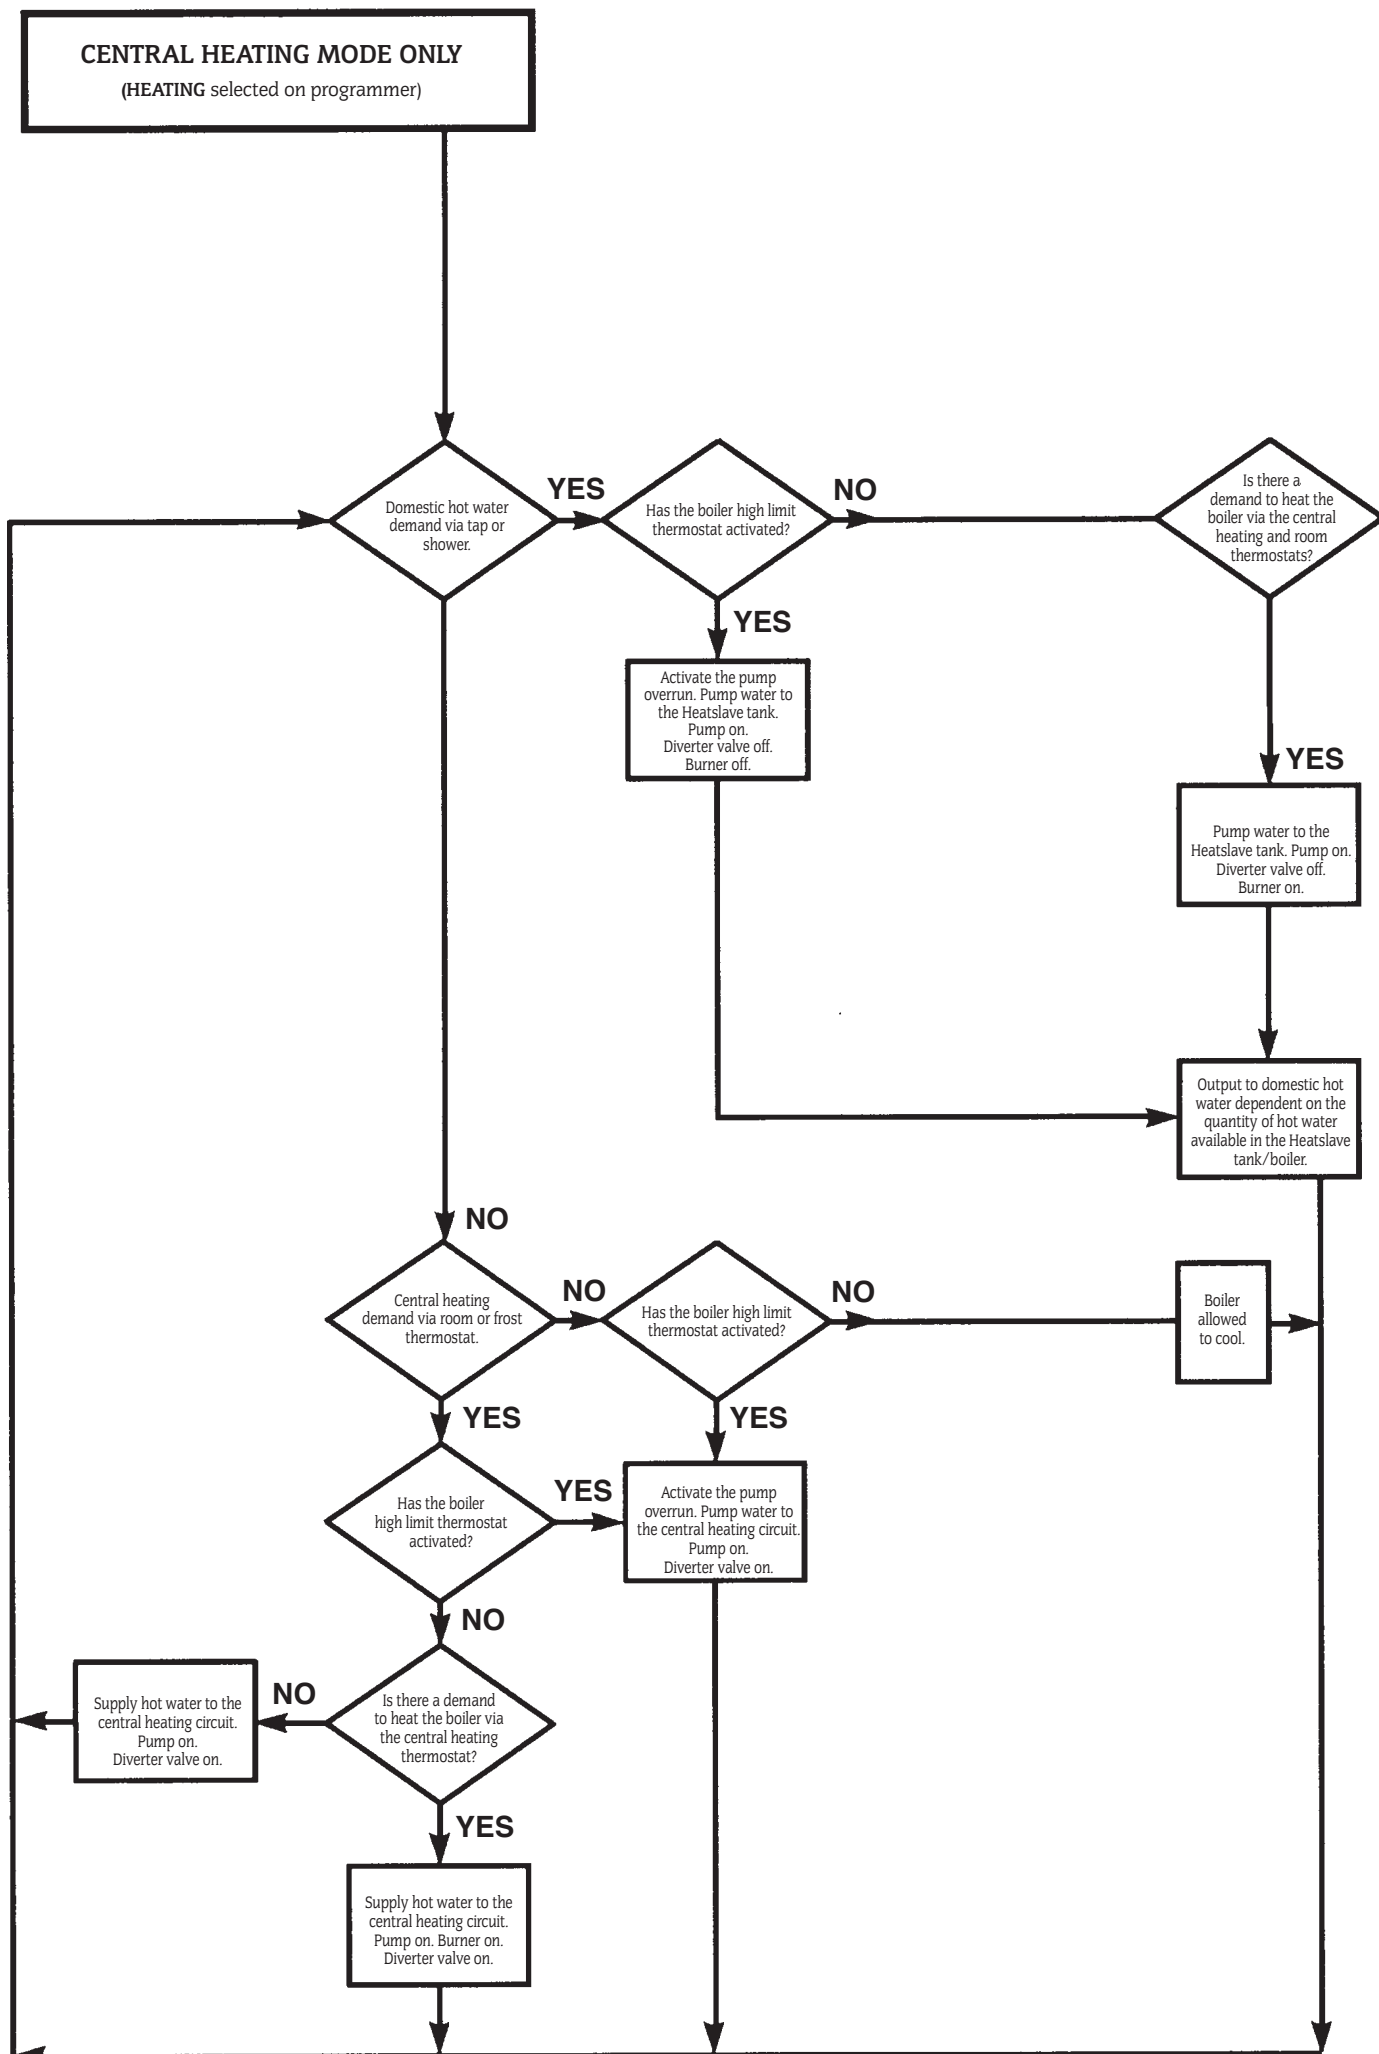 CENTRAL HEATING MODE ONLY
(HEATING selected on programmer)
Domestic hot water
demand via tap or
shower.
YES
Has the boiler high limit
thermostat activated?
NO
Is there a
demand to heat the
boiler via the central
heating and room
thermostats?
YES
Activate the pump
overrun. Pump water to
the Heatslave tank.
Pump on.
Diverter valve off.
Burner off.
YES
Pump water to the
Heatslave tank. Pump on.
Diverter valve off.
Burner on.
Output to domestic hot
water dependent on the
quantity of hot water
available in the Heatslave
tank/boiler.
NO
Central heating
demand via room or frost
thermostat.
NO
Has the boiler high limit
thermostat activated?
NO
Boiler
allowed
to cool.
YES
YES
Has the boiler
high limit thermostat
activated?
YES
Activate the pump
overrun. Pump water to
the central heating circuit.
Pump on.
Diverter valve on.
NO
Supply hot water to the
central heating circuit.
Pump on.
Diverter valve on.
NO
Is there a demand
to heat the boiler via
the central heating
thermostat?
YES
Supply hot water to the
central heating circuit.
Pump on. Burner on.
Diverter valve on.